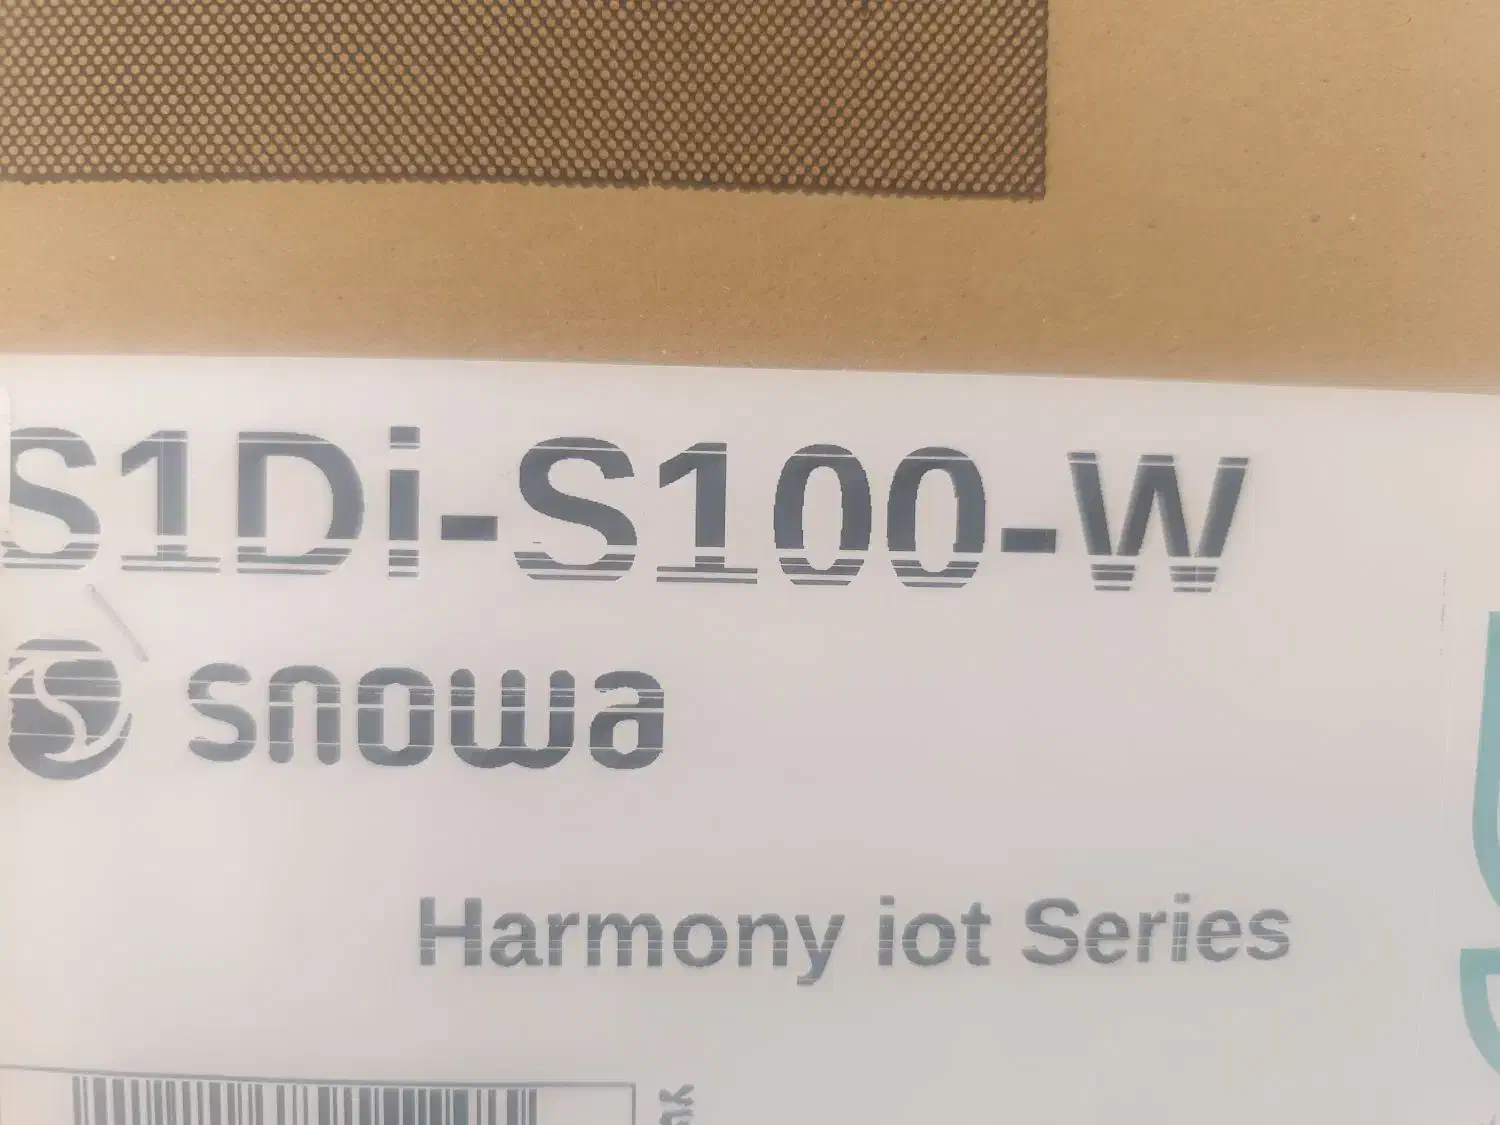 S1Di-S100-W
snowa
Harmony iot Series